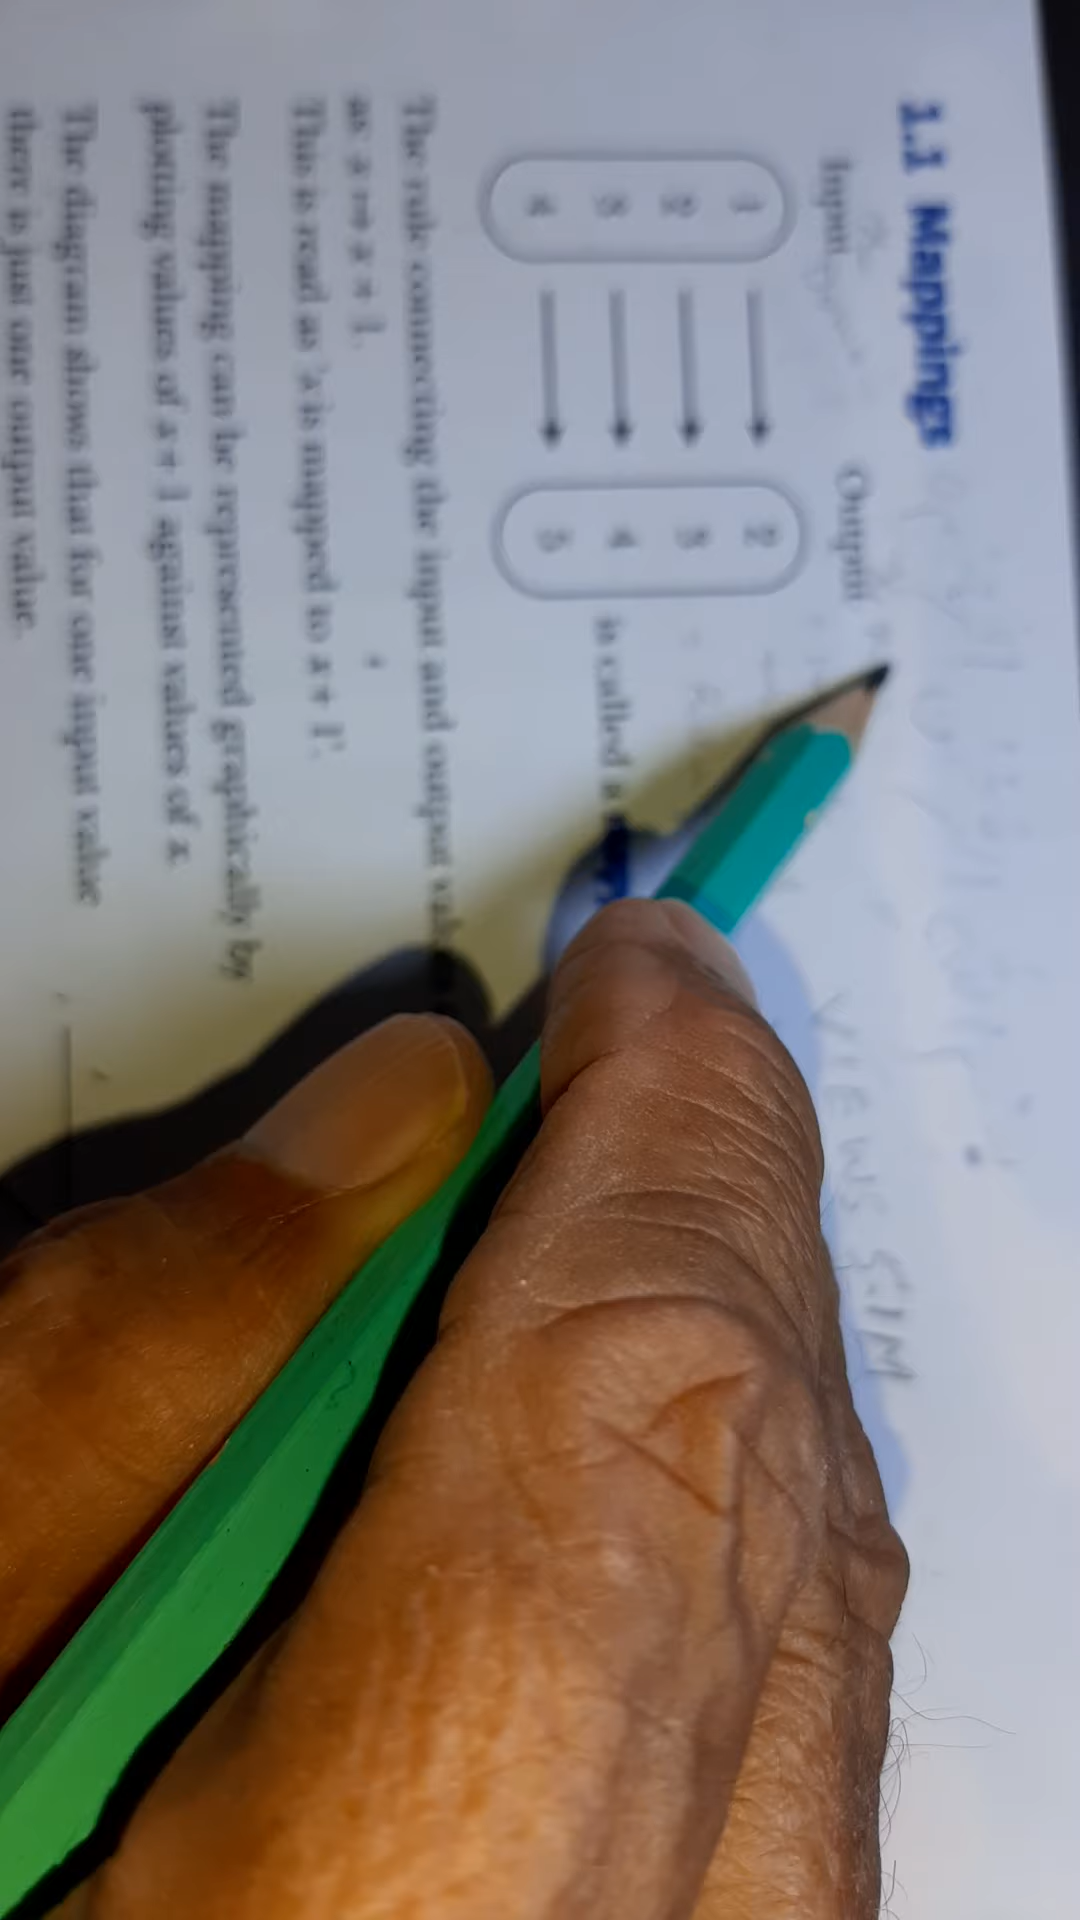 1.1 Mappings
Input Output
1 2
2 3
3 4
4 5
is called a
The rule connecting the input and output
as x ↦ x + 1.
This is read as 'x is mapped to x + 1'.
The mapping can be represented graphically by
plotting values of x + 1 against values of x.
The diagram shows that for one input value
there is just one output value.
VIEWS SIM